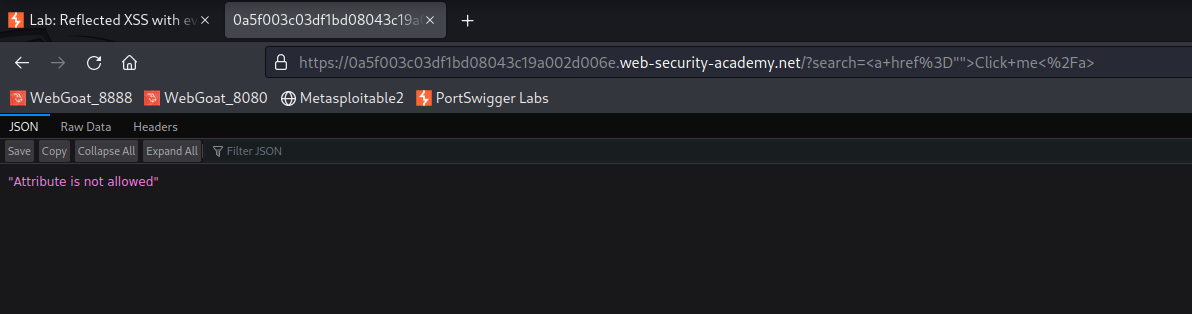 Lab: Reflected XSS with ev
0a5f003c03df1bd08043c19a0
https://0a5f003c03df1bd08043c19a002d006e.web-security-academy.net/?search=<a+href%3D"">Click+me<%2Fa>
WebGoat_8888 WebGoat_8080 Metasploitable2 PortSwigger Labs
JSON Raw Data Headers
Save Copy Collapse All Expand All Filter JSON
"Attribute is not allowed"